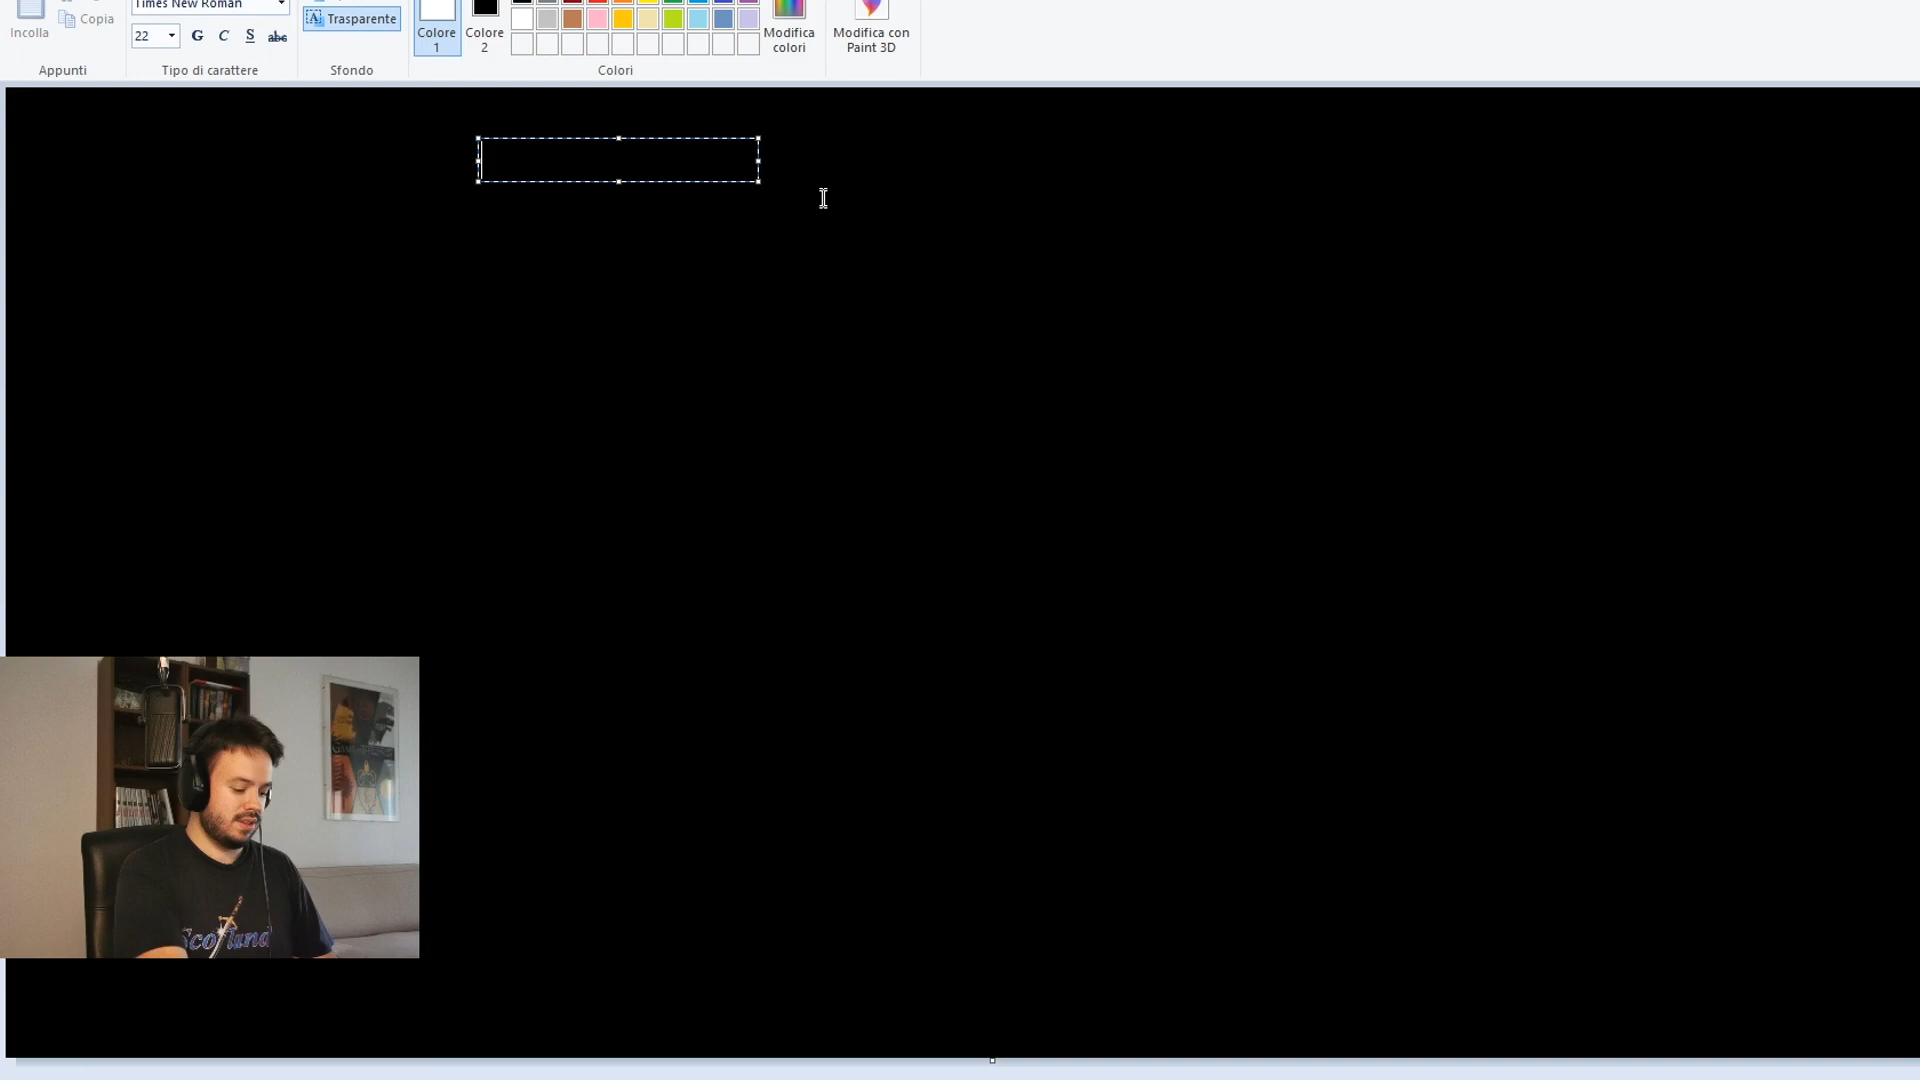 Times New Roman
Incolla
Copia
22
G C S abc
Trasparente
Colore 1
Colore 2
Modifica colori
Modifica con Paint 3D
Appunti
Tipo di carattere
Sfondo
Colori
Scotland